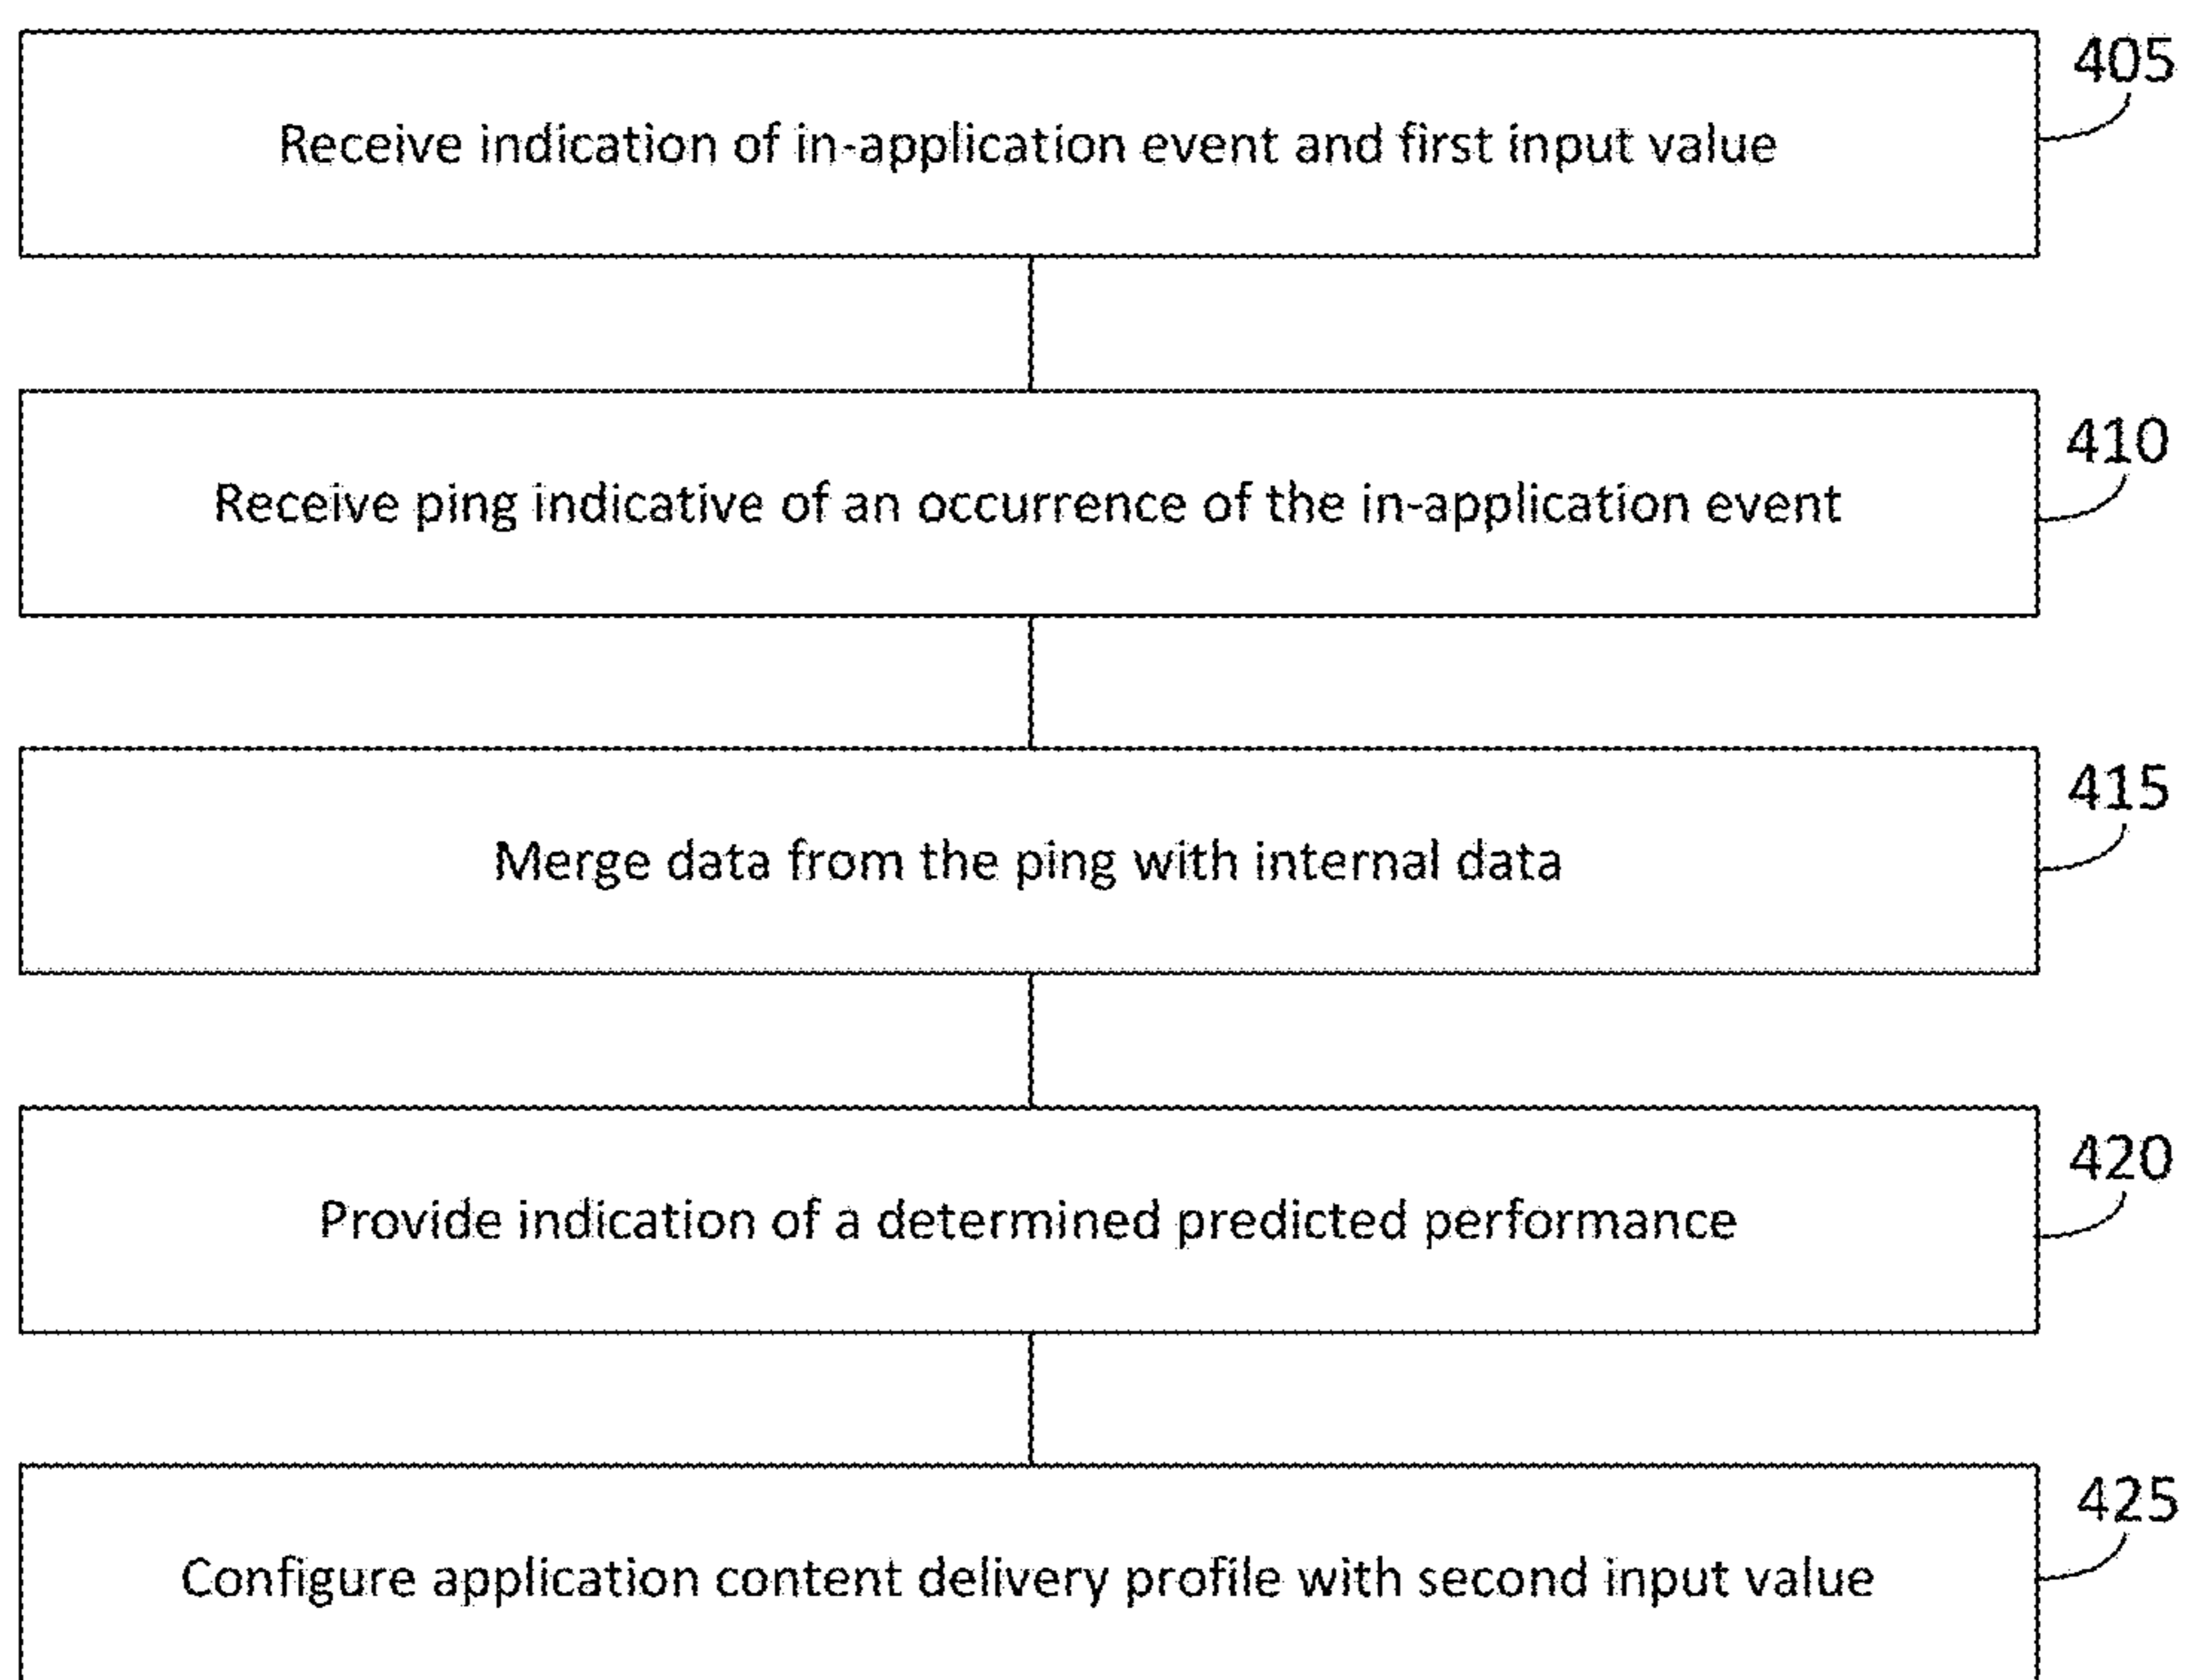 405
Receive indication of in-application event and first input value
410
Receive ping indicative of an occurrence of the in-application event
415
Merge data from the ping with internal data
420
Provide indication of a determined predicted performance
425
Configure application content delivery profile with second input value